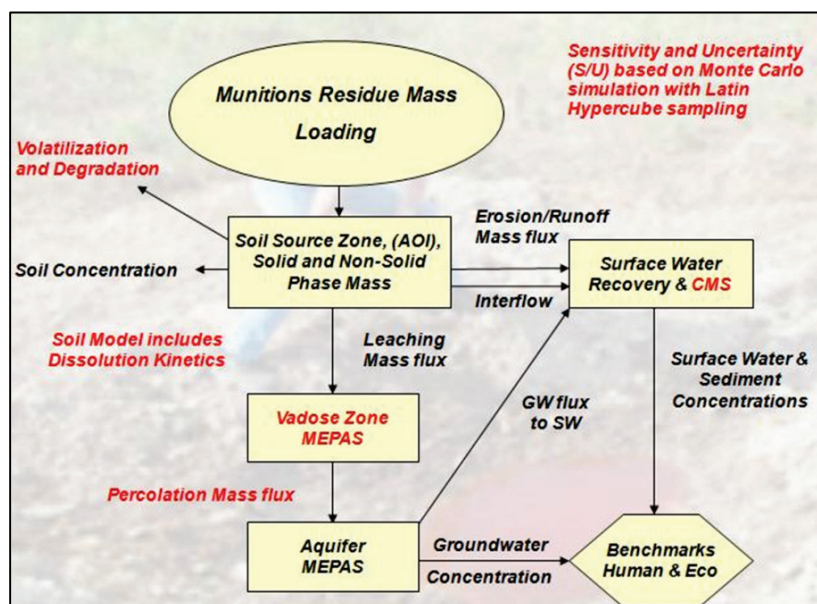 Munitions Residue Mass
Loading
Sensitivity and Uncertainty
(S/U) based on Monte Carlo
simulation with Latin
Hypercube sampling
Volatilization
and Degradation
Soil Source Zone, (AOI),
Solid and Non-Solid
Phase Mass
Soil Concentration
Erosion/Runoff
Mass flux
Interflow
Surface Water
Recovery & CMS
Soil Model includes
Dissolution Kinetics
Leaching
Mass flux
Surface Water &
Sediment
Concentrations
Vadose Zone
MEPAS
GW flux
to SW
Percolation Mass flux
Aquifer
MEPAS
Groundwater
Concentration
Benchmarks
Human & Eco